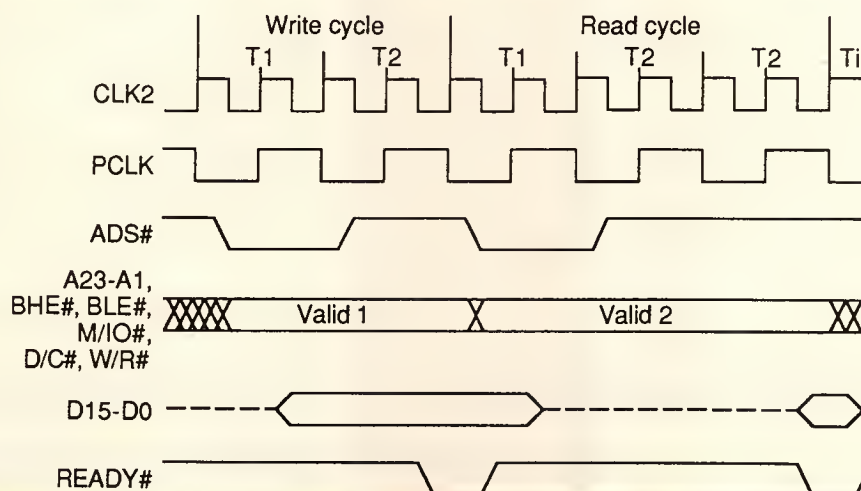 Write cycle Read cycle
T1 T2 T1 T2 T2 Ti
CLK2
PCLK
ADS#
A23-A1,
BHE#, BLE#,
M/IO#,
D/C#, W/R#
Valid 1 Valid 2
D15-D0
READY#